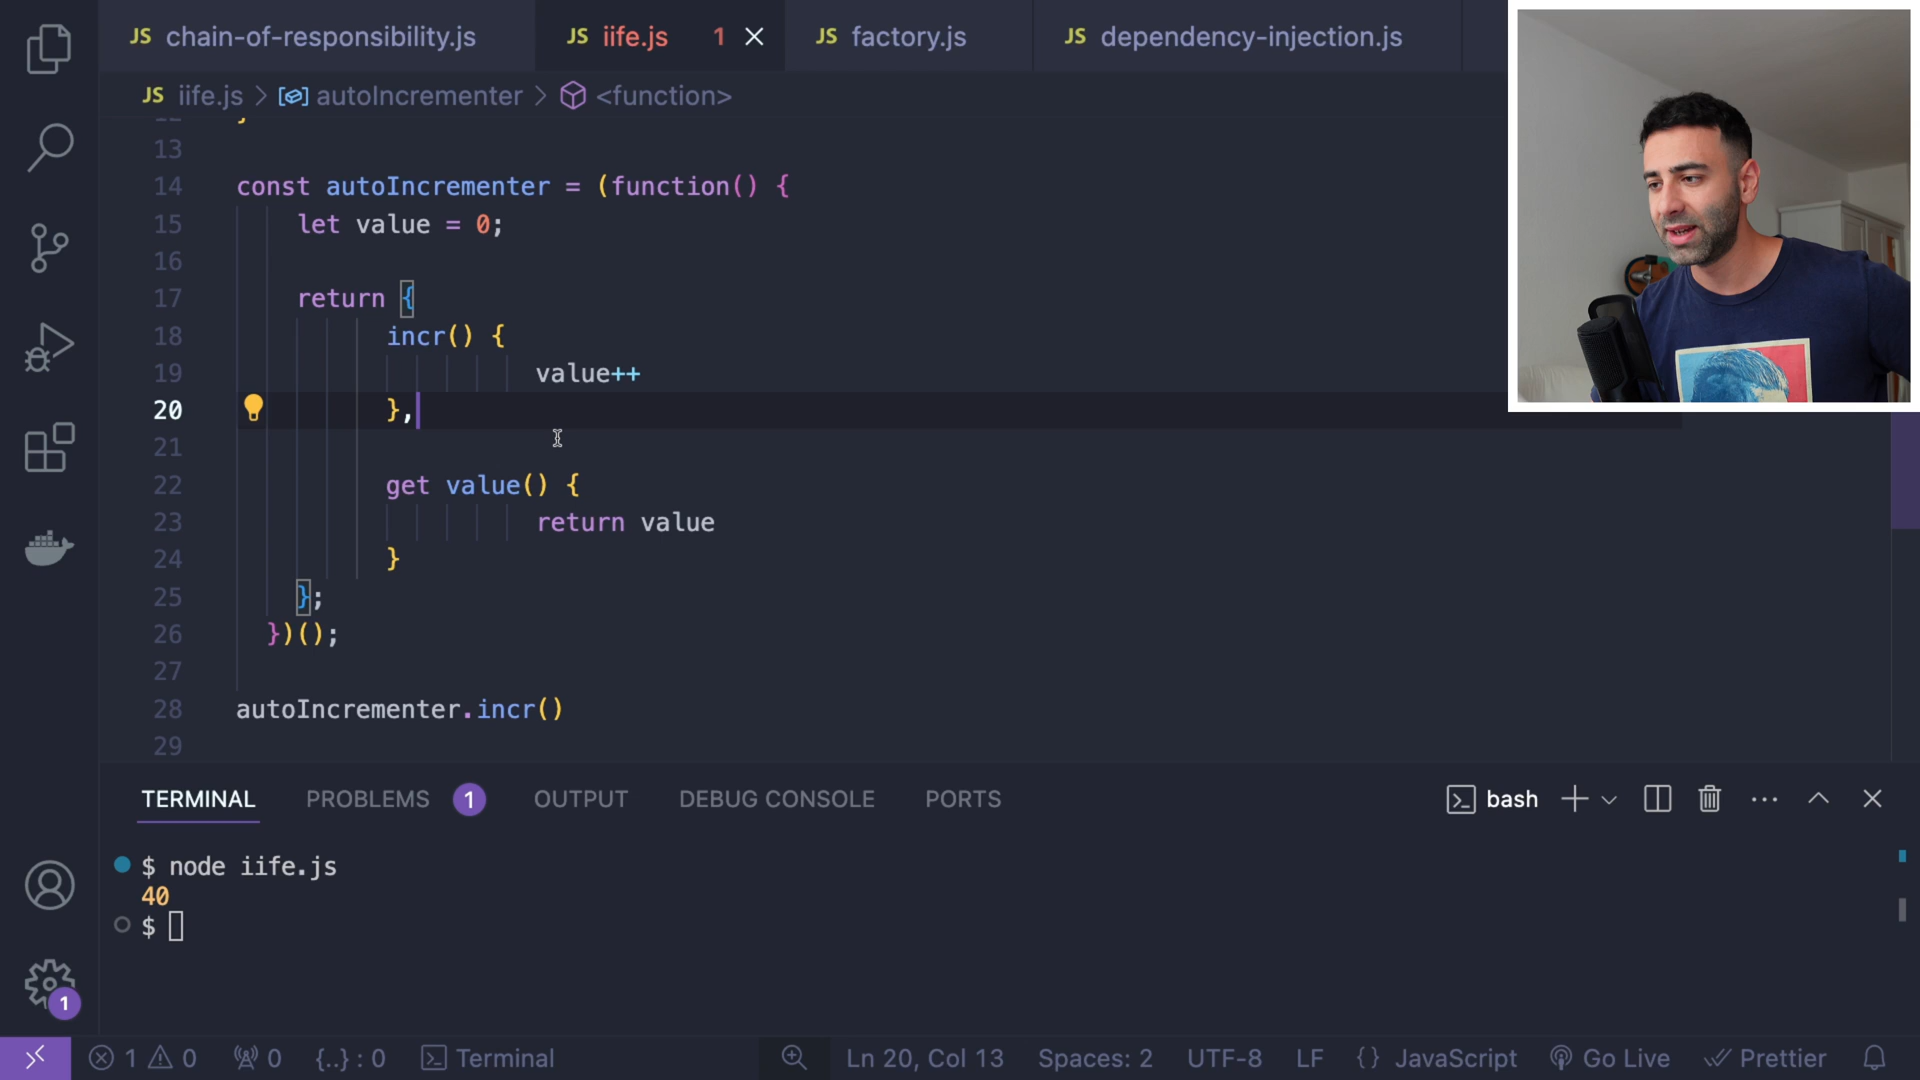 JS chain-of-responsibility.js
JS iife.js 1
JS factory.js
JS dependency-injection.js
JS iife.js > autoIncrementer > <function>
12 }
13
14 const autoIncrementer = (function() {
15 let value = 0;
16
17 return {
18 incr() {
19 value++
20 },
21
22 get value() {
23 return value
24 }
25 };
26 })();
27
28 autoIncrementer.incr()
29
TERMINAL PROBLEMS 1 OUTPUT DEBUG CONSOLE PORTS
bash
$ node iife.js
40
$
1
1 0 0 {..} : 0 Terminal Ln 20, Col 13 Spaces: 2 UTF-8 LF {} JavaScript Go Live Prettier